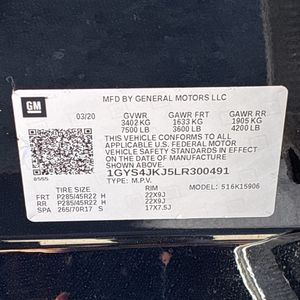 GM
MFD BY GENERAL MOTORS LLC
03/20 GVWR GAWR FRT GAWR RR
3402 KG 1633 KG 1905 KG
7500 LB 3600 LB 4200 LB
THIS VEHICLE CONFORMS TO ALL
APPLICABLE U.S. FEDERAL MOTOR
VEHICLE SAFETY STANDARDS IN EFFECT
ON THE DATE OF MANUFACTURE
SHOWN ABOVE.
1GYS4JKJ5LR300491
TYPE: M.P.V. MODEL: 516K15906
TIRE SIZE RIM
FRT P285/45R22 H 22X9J
RR P285/45R22 H 22X9J
SPA 265/70R17 S 17X7.5J